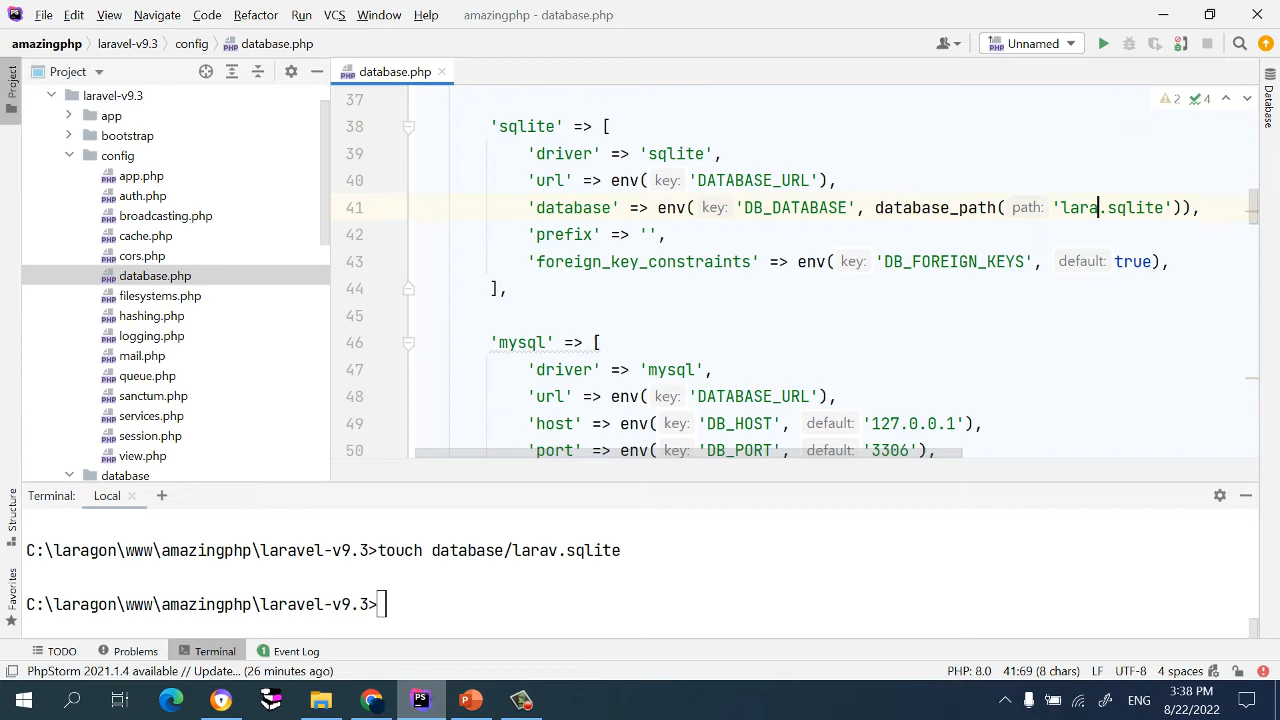 File Edit View Navigate Code Refactor Run VCS Window Help amazingphp - database.php
amazingphp laravel-v9.3 config database.php Unnamed
Project Project database.php
laravel-v9.3
app
bootstrap
config
app.php
auth.php
broadcasting.php
cache.php
cors.php
database.php
filesystems.php
hashing.php
logging.php
mail.php
queue.php
sanctum.php
services.php
session.php
view.php
database
2 4
37
38 'sqlite' => [
39 'driver' => 'sqlite',
40 'url' => env( key: 'DATABASE_URL'),
41 'database' => env( key: 'DB_DATABASE', database_path( path: 'lara.sqlite')),
42 'prefix' => '',
43 'foreign_key_constraints' => env( key: 'DB_FOREIGN_KEYS', default: true),
44 ],
45
46 'mysql' => [
47 'driver' => 'mysql',
48 'url' => env( key: 'DATABASE_URL'),
49 'host' => env( key: 'DB_HOST', default: '127.0.0.1'),
50 'port' => env( key: 'DB_PORT', default: '3306'),
Database
Structure
Favorites
Terminal: Local
C:\laragon\www\amazingphp\laravel-v9.3>touch database/larav.sqlite
C:\laragon\www\amazingphp\laravel-v9.3>
TODO Problems Terminal 1 Event Log
PhpStorm 2021.1.4 available // Update... (26 minutes ago) PHP: 8.0 41:69 (8 chars) LF UTF-8 4 spaces
PS ENG 3:38 PM
8/22/2022